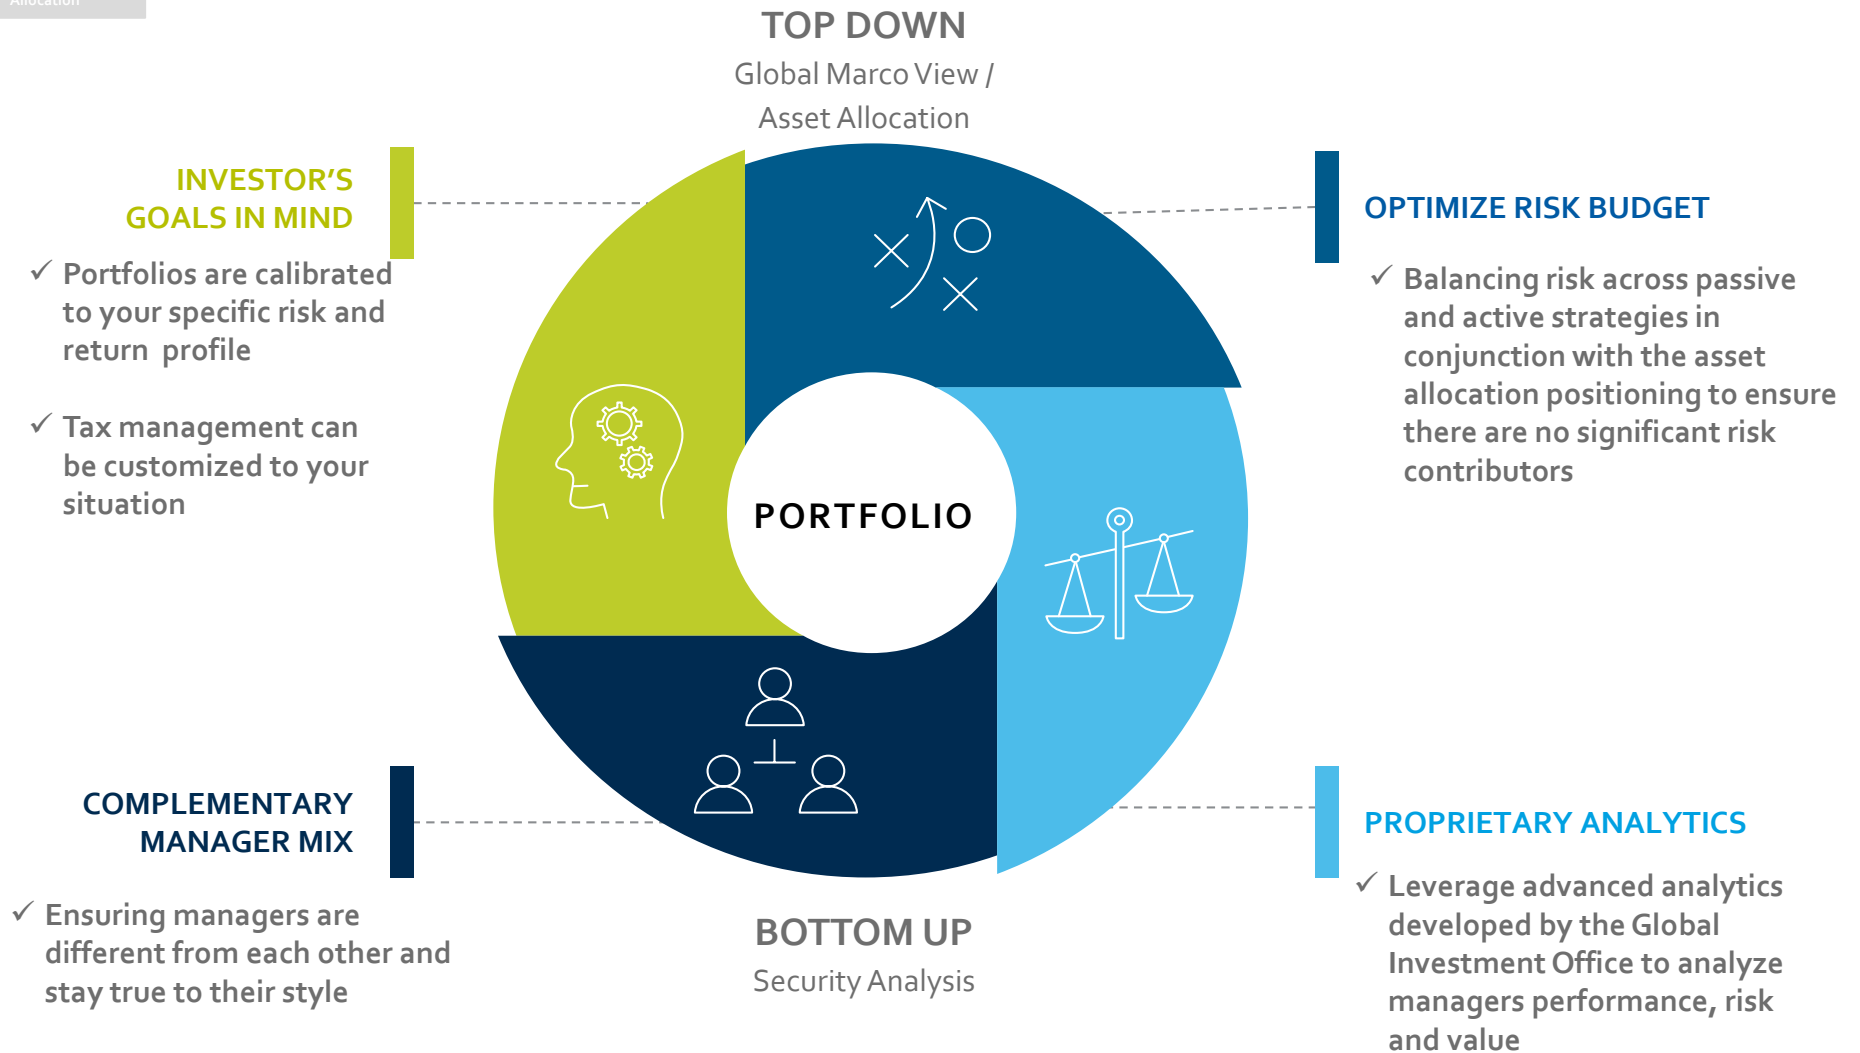 Allocation
TOP DOWN
Global Marco View /
Asset Allocation
INVESTOR’S
GOALS IN MIND
✓ Portfolios are calibrated
to your specific risk and
return profile
✓ Tax management can
be customized to your
situation
OPTIMIZE RISK BUDGET
✓ Balancing risk across passive
and active strategies in
conjunction with the asset
allocation positioning to ensure
there are no significant risk
contributors
PORTFOLIO
COMPLEMENTARY
MANAGER MIX
✓ Ensuring managers are
different from each other and
stay true to their style
BOTTOM UP
Security Analysis
PROPRIETARY ANALYTICS
✓ Leverage advanced analytics
developed by the Global
Investment Office to analyze
managers performance, risk
and value